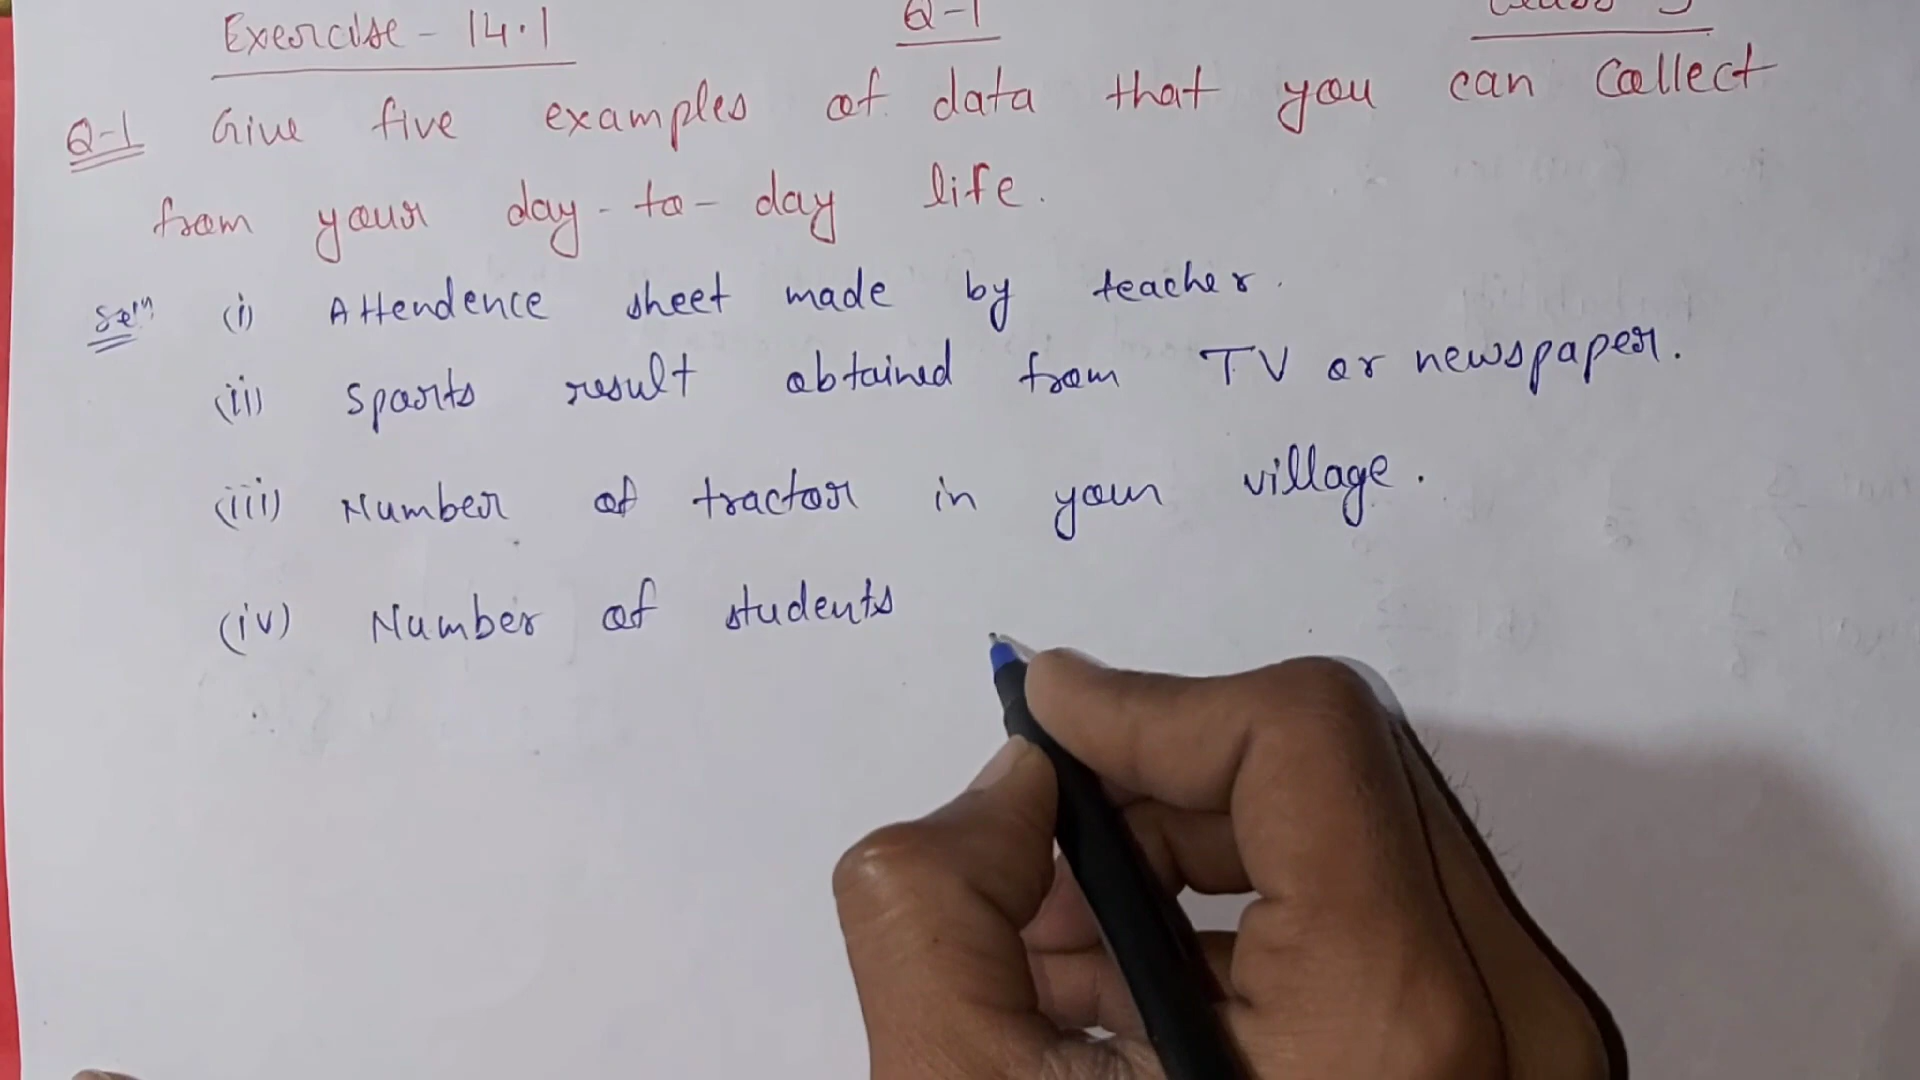 Exercise - 14.1 Q-1
Q-1 Give five examples of data that you can collect
from your day-to-day life.
Solⁿ (i) Attendence sheet made by teacher.
(ii) Sports result obtained from TV or newspaper.
(iii) Number of tractor in your village.
(iv) Number of students